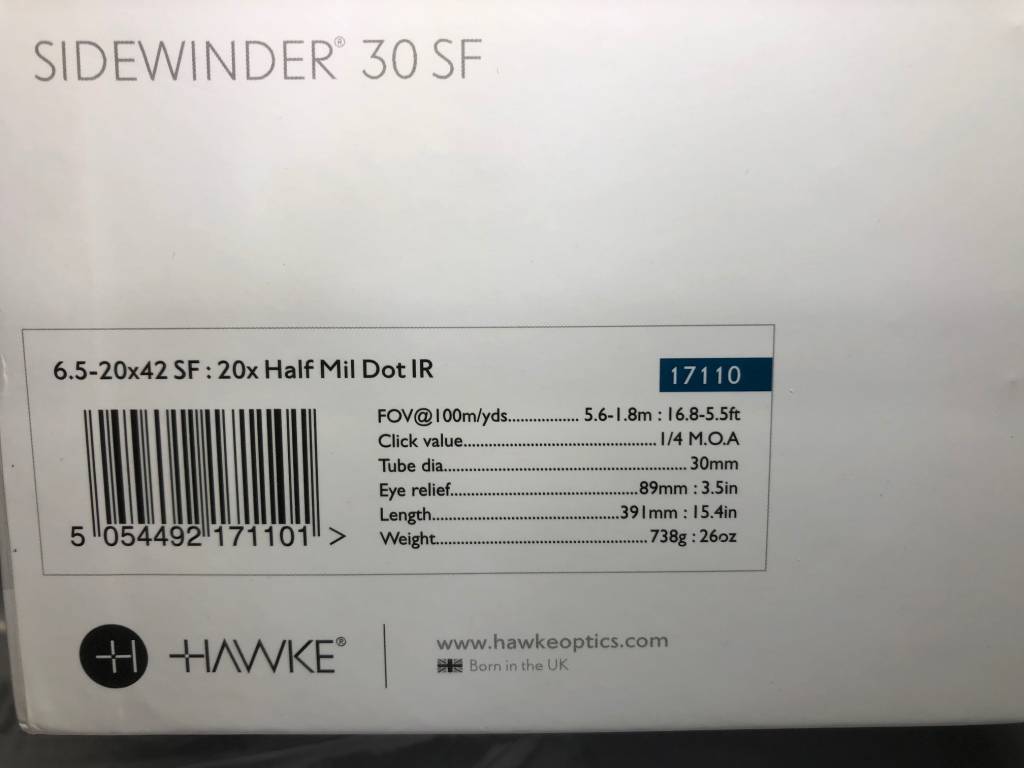 SIDEWINDER® 30 SF
6.5-20x42 SF : 20x Half Mil Dot IR
17110
FOV@100m/yds............... 5.6-1.8m : 16.8-5.5ft
Click value......................................... 1/4 M.O.A
Tube dia.................................................... 30mm
Eye relief........................................89mm : 3.5in
Length........................................391mm : 15.4in
Weight.............................................738g : 26oz
5 054492 171101 >
HAWKE®
www.hawkeoptics.com
Born in the UK